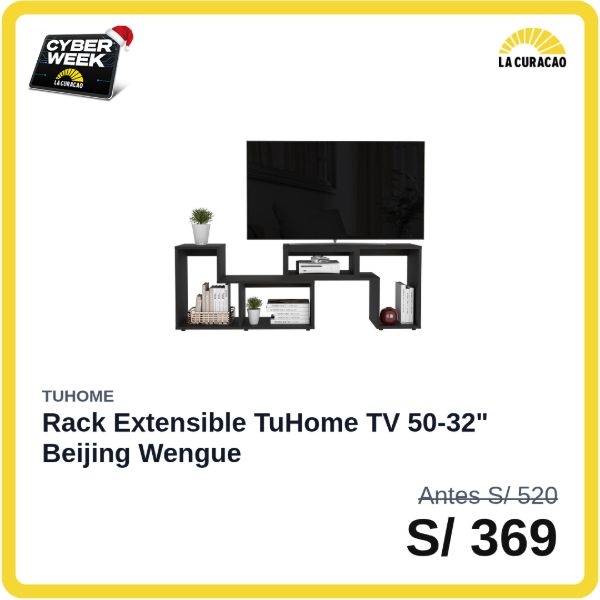 CYBER
WEEK
LA CURACAO
LA CURACAO
TUHOME
Rack Extensible TuHome TV 50-32"
Beijing Wengue
Antes S/ 520
S/ 369